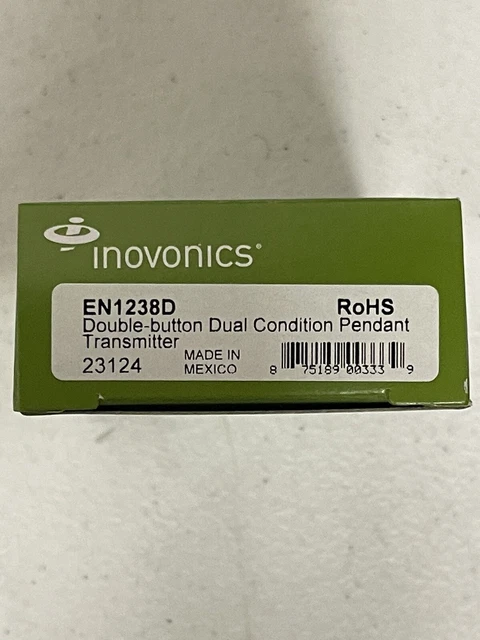 inovonics®
EN1238D RoHS
Double-button Dual Condition Pendant
Transmitter
23124 MADE IN
MEXICO
8 75189 00333 9